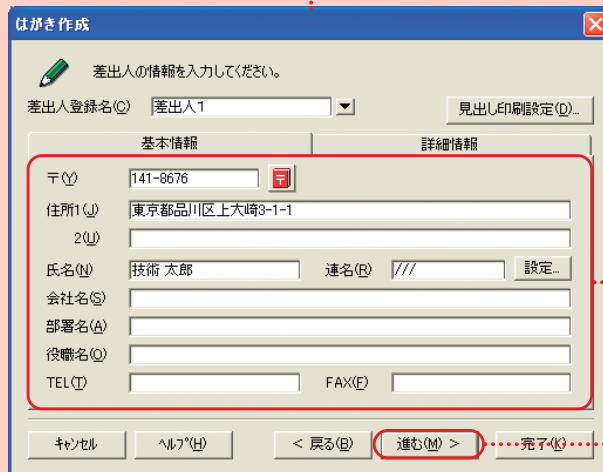 はがき作成
差出人の情報を入力してください。
差出人登録名(C) 差出人1 見出し印刷設定(D)...
基本情報 詳細情報
〒(Y) 141-8676 〒
住所1(J) 東京都品川区上大崎3-1-1
2(U)
氏名(N) 技術 太郎 連名(R) /// 設定...
会社名(S)
部署名(A)
役職名(O)
TEL(T) FAX(F)
キャンセル ヘルプ(H) < 戻る(B) 進む(M) > 完了(K)